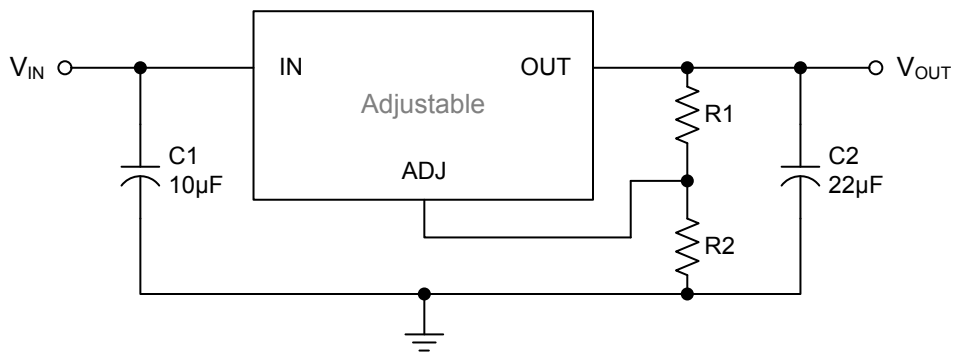 VIN
IN
OUT
VOUT
Adjustable
R1
ADJ
C1
10µF
C2
22µF
R2